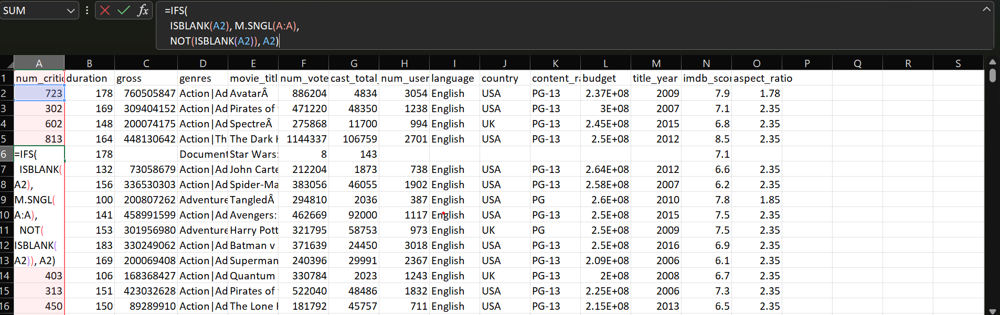 SUM
=IFS(
ISBLANK(A2), M.SNGL(A:A),
NOT(ISBLANK(A2)), A2)
A B C D E F G H I J K L M N O P Q R S
1 num_critic duration gross genres movie_titl num_vote cast_total_ num_user language country content_ra budget title_year imdb_scor aspect_ratio
2 723 178 760505847 Action|Ad AvatarÂ 886204 4834 3054 English USA PG-13 2.37E+08 2009 7.9 1.78
3 302 169 309404152 Action|Ad Pirates of 471220 48350 1238 English USA PG-13 3E+08 2007 7.1 2.35
4 602 148 200074175 Action|Ad SpectreÂ 275868 11700 994 English UK PG-13 2.45E+08 2015 6.8 2.35
5 813 164 448130642 Action|Th The Dark 1144337 106759 2701 English USA PG-13 2.5E+08 2012 8.5 2.35
6 =IFS( 178 Document Star Wars: 8 143 7.1
7 ISBLANK( 132 73058679 Action|Ad John Carte 212204 1873 738 English USA PG-13 2.64E+08 2012 6.6 2.35
8 A2), 156 336530303 Action|Ad Spider-Ma 383056 46055 1902 English USA PG-13 2.58E+08 2007 6.2 2.35
9 M.SNGL( 100 200807262 Adventure TangledÂ 294810 2036 387 English USA PG 2.6E+08 2010 7.8 1.85
10 A:A), 141 458991599 Action|Ad Avengers: 462669 92000 1117 English USA PG-13 2.5E+08 2015 7.5 2.35
11 NOT( 153 301956980 Adventure Harry Pott 321795 58753 973 English UK PG 2.5E+08 2009 7.5 2.35
12 ISBLANK( 183 330249062 Action|Ad Batman v 371639 24450 3018 English USA PG-13 2.5E+08 2016 6.9 2.35
13 A2)), A2) 169 200069408 Action|Ad Superman 240396 29991 2367 English USA PG-13 2.09E+08 2006 6.1 2.35
14 403 106 168368427 Action|Ad Quantum 330784 2023 1243 English UK PG-13 2E+08 2008 6.7 2.35
15 313 151 423032628 Action|Ad Pirates of 522040 48486 1832 English USA PG-13 2.25E+08 2006 7.3 2.35
16 450 150 89289910 Action|Ad The Lone 181792 45757 711 English USA PG-13 2.15E+08 2013 6.5 2.35